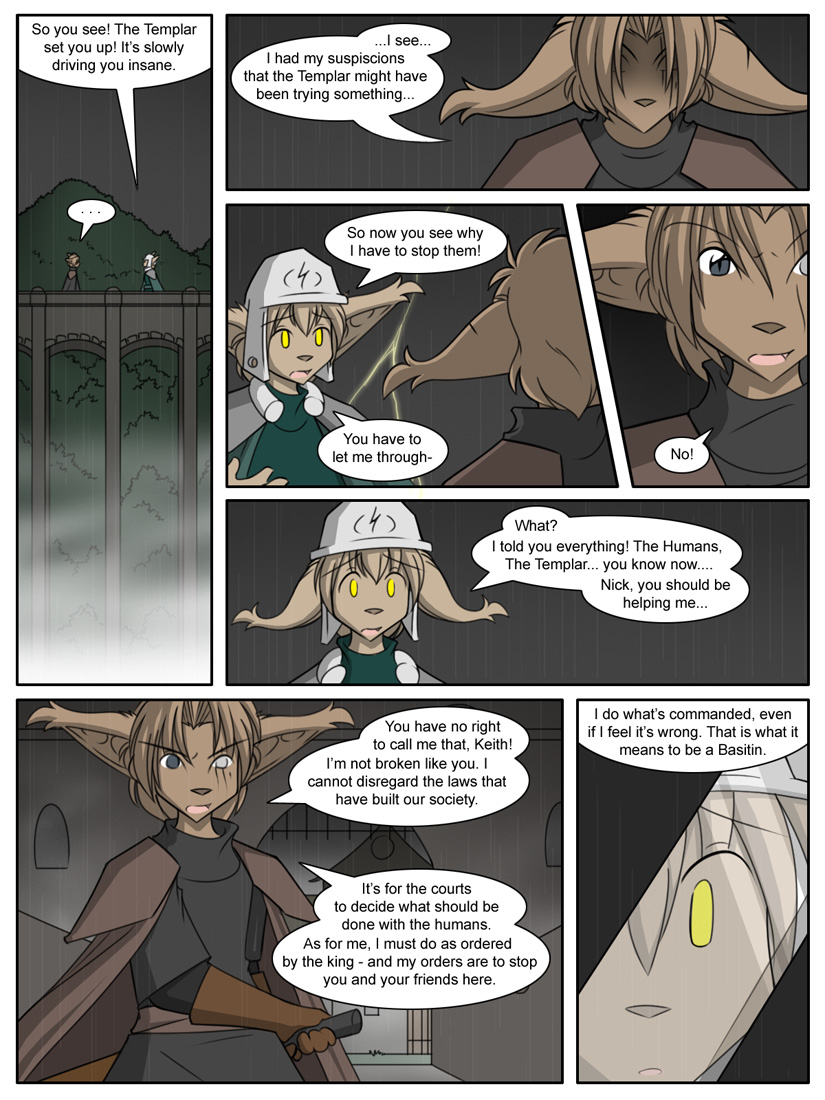 So you see! The Templar
set you up! It's slowly
driving you insane.
. . .
...I see...
I had my suspiscions
that the Templar might have
been trying something...
So now you see why
I have to stop them!
You have to
let me through-
No!
What?
I told you everything! The Humans,
The Templar... you know now....
Nick, you should be
helping me...
You have no right
to call me that, Keith!
I'm not broken like you. I
cannot disregard the laws that
have built our society.
It's for the courts
to decide what should be
done with the humans.
As for me, I must do as ordered
by the king - and my orders are to stop
you and your friends here.
I do what's commanded, even
if I feel it's wrong. That is what it
means to be a Basitin.